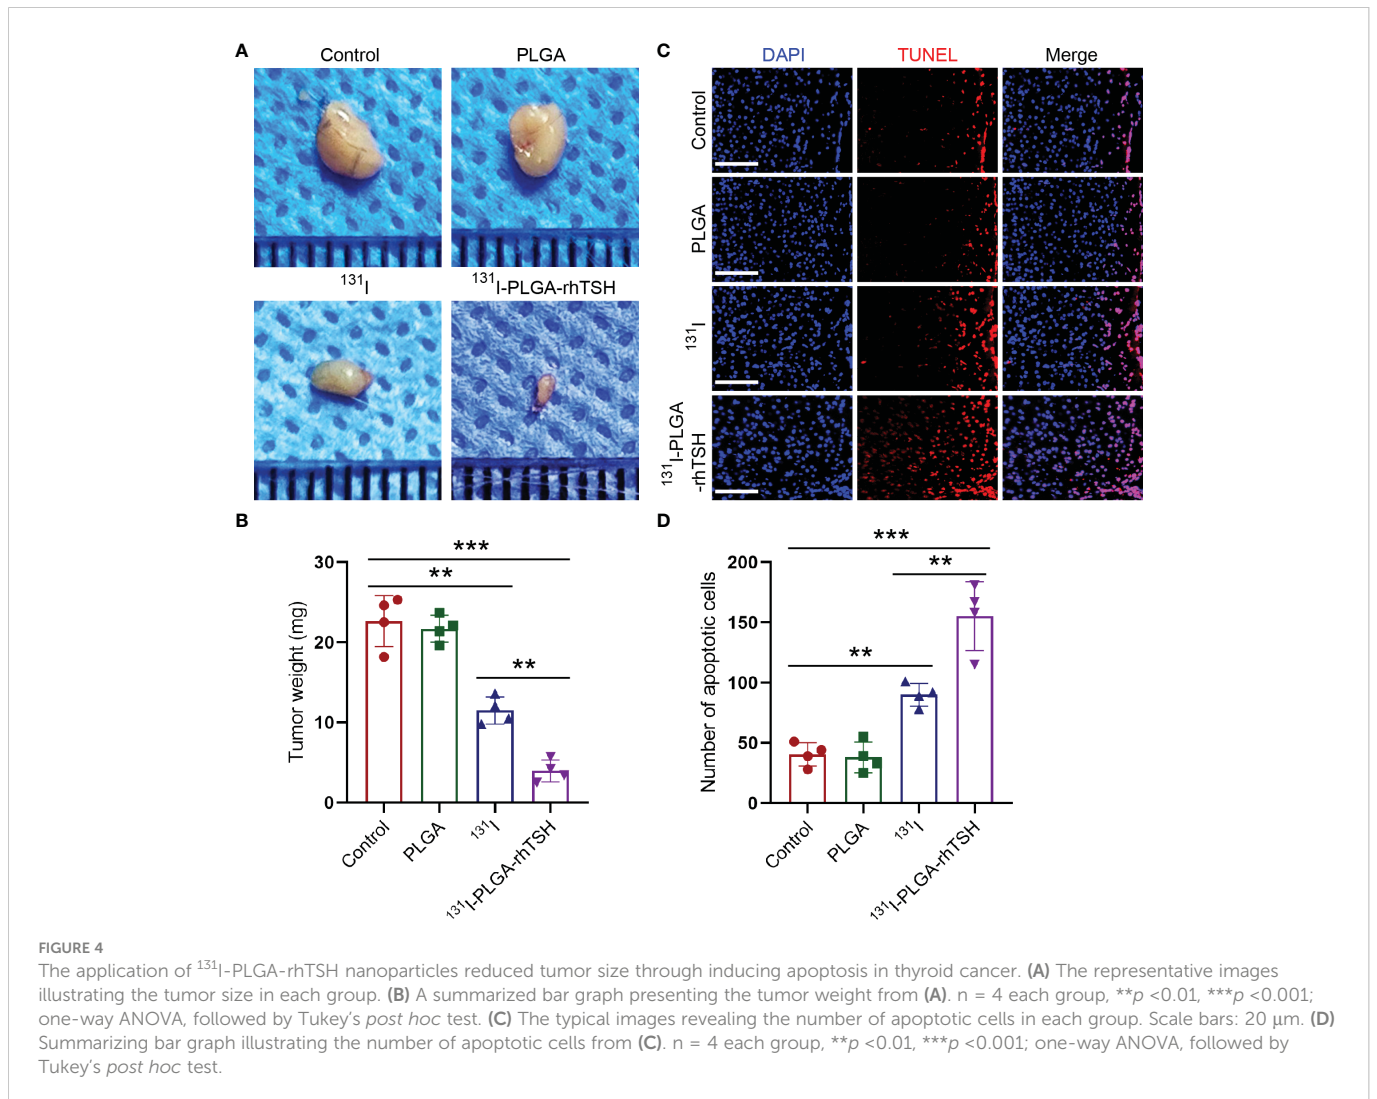 A
Control
PLGA
¹³¹I
¹³¹I-PLGA-rhTSH
B
Tumor weight (mg)
30
20
10
0
***
**
**
Control
PLGA
¹³¹I
¹³¹I-PLGA-rhTSH
C
DAPI
TUNEL
Merge
Control
PLGA
¹³¹I
¹³¹I-PLGA
-rhTSH
D
Number of apoptotic cells
200
150
100
50
0
***
**
**
Control
PLGA
¹³¹I
¹³¹I-PLGA-rhTSH
FIGURE 4
The application of ¹³¹I-PLGA-rhTSH nanoparticles reduced tumor size through inducing apoptosis in thyroid cancer. (A) The representative images
illustrating the tumor size in each group. (B) A summarized bar graph presenting the tumor weight from (A). n = 4 each group, **p <0.01, ***p <0.001;
one-way ANOVA, followed by Tukey's post hoc test. (C) The typical images revealing the number of apoptotic cells in each group. Scale bars: 20 μm. (D)
Summarizing bar graph illustrating the number of apoptotic cells from (C). n = 4 each group, **p <0.01, ***p <0.001; one-way ANOVA, followed by
Tukey's post hoc test.